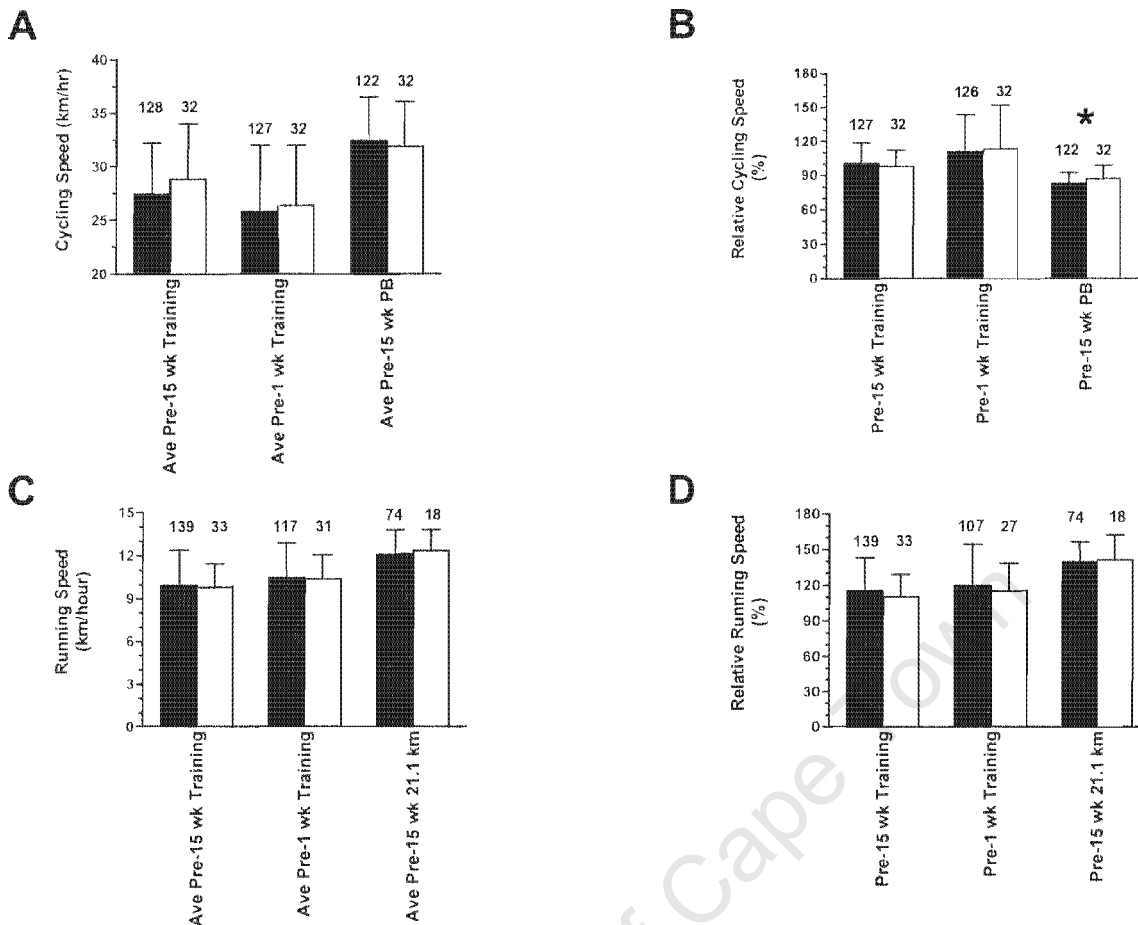 A
Cycling Speed (km/hr)
40
35
30
25
20
128 32
127 32
122 32
Ave Pre-15 wk Training
Ave Pre-1 wk Training
Ave Pre-15 wk PB
B
Relative Cycling Speed
(%)
180
150
120
90
60
30
0
127 32
126 32
*
122 32
Pre-15 wk Training
Pre-1 wk Training
Pre-15 wk PB
C
Running Speed
(km/hour)
15
12
9
6
3
0
139 33
117 31
74 18
Ave Pre-15 wk Training
Ave Pre-1 wk Training
Ave Pre-15 wk 21.1 km
D
Relative Running Speed
(%)
180
150
120
90
60
30
0
139 33
107 27
74 18
Pre-15 wk Training
Pre-1 wk Training
Pre-15 wk 21.1 km
of Cape Town